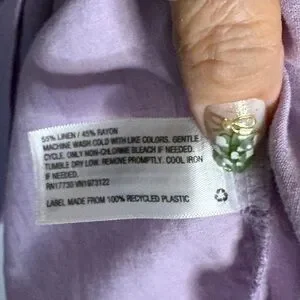 55% LINEN / 45% RAYON
MACHINE WASH COLD WITH LIKE COLORS. GENTLE
CYCLE. ONLY NON-CHLORINE BLEACH IF NEEDED.
TUMBLE DRY LOW. REMOVE PROMPTLY. COOL IRON
IF NEEDED.
RN17730 VN1973122
LABEL MADE FROM 100% RECYCLED PLASTIC